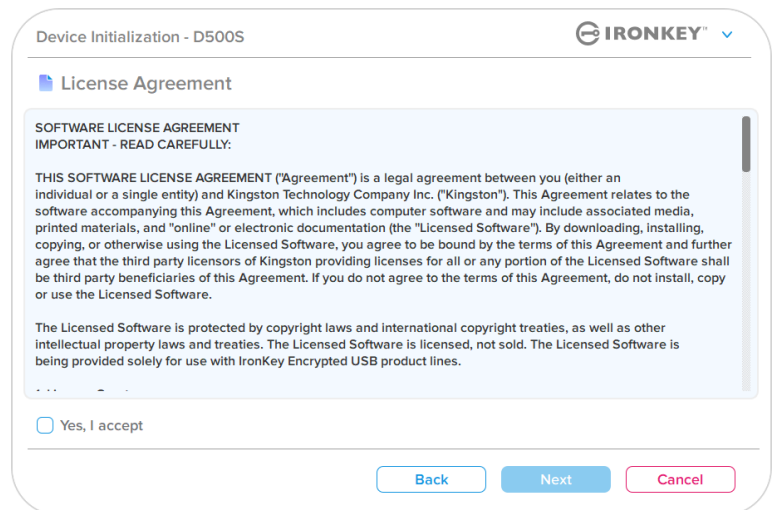 Device Initialization - D500S
IRONKEY™
License Agreement
SOFTWARE LICENSE AGREEMENT
IMPORTANT - READ CAREFULLY:
THIS SOFTWARE LICENSE AGREEMENT ("Agreement") is a legal agreement between you (either an
individual or a single entity) and Kingston Technology Company Inc. ("Kingston"). This Agreement relates to the
software accompanying this Agreement, which includes computer software and may include associated media,
printed materials, and "online" or electronic documentation (the "Licensed Software"). By downloading, installing,
copying, or otherwise using the Licensed Software, you agree to be bound by the terms of this Agreement and further
agree that the third party licensors of Kingston providing licenses for all or any portion of the Licensed Software shall
be third party beneficiaries of this Agreement. If you do not agree to the terms of this Agreement, do not install, copy
or use the Licensed Software.
The Licensed Software is protected by copyright laws and international copyright treaties, as well as other
intellectual property laws and treaties. The Licensed Software is licensed, not sold. The Licensed Software is
being provided solely for use with IronKey Encrypted USB product lines.
Yes, I accept
Back
Next
Cancel